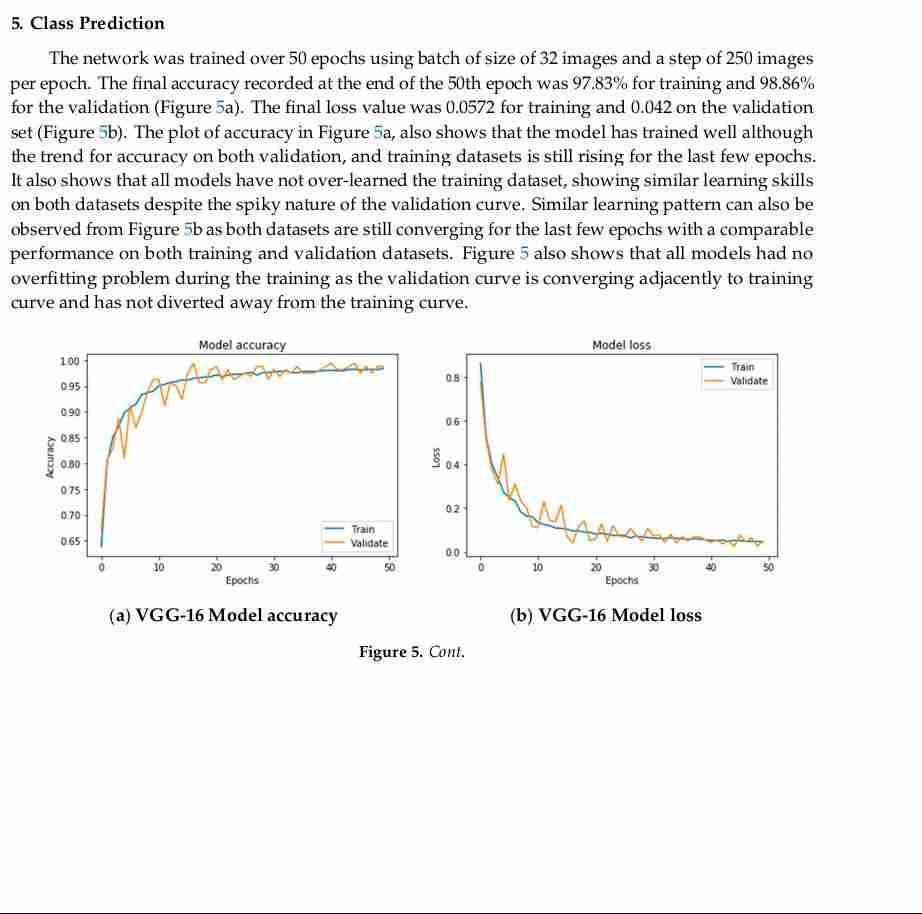 5. Class Prediction
The network was trained over 50 epochs using batch of size of 32 images and a step of 250 images
per epoch. The final accuracy recorded at the end of the 50th epoch was 97.83% for training and 98.86%
for the validation (Figure 5a). The final loss value was 0.0572 for training and 0.042 on the validation
set (Figure 5b). The plot of accuracy in Figure 5a, also shows that the model has trained well although
the trend for accuracy on both validation, and training datasets is still rising for the last few epochs.
It also shows that all models have not over-learned the training dataset, showing similar learning skills
on both datasets despite the spiky nature of the validation curve. Similar learning pattern can also be
observed from Figure 5b as both datasets are still converging for the last few epochs with a comparable
performance on both training and validation datasets. Figure 5 also shows that all models had no
overfitting problem during the training as the validation curve is converging adjacently to training
curve and has not diverted away from the training curve.
Model accuracy
1.00
0.95
0.90
0.85
0.80
0.75
0.70
0.65
Accuracy
Train
Validate
0 10 20 30 40 50
Epochs
(a) VGG-16 Model accuracy
Model loss
Train
Validate
0.8
0.6
0.4
0.2
0.0
Loss
0 10 20 30 40 50
Epochs
(b) VGG-16 Model loss
Figure 5. Cont.